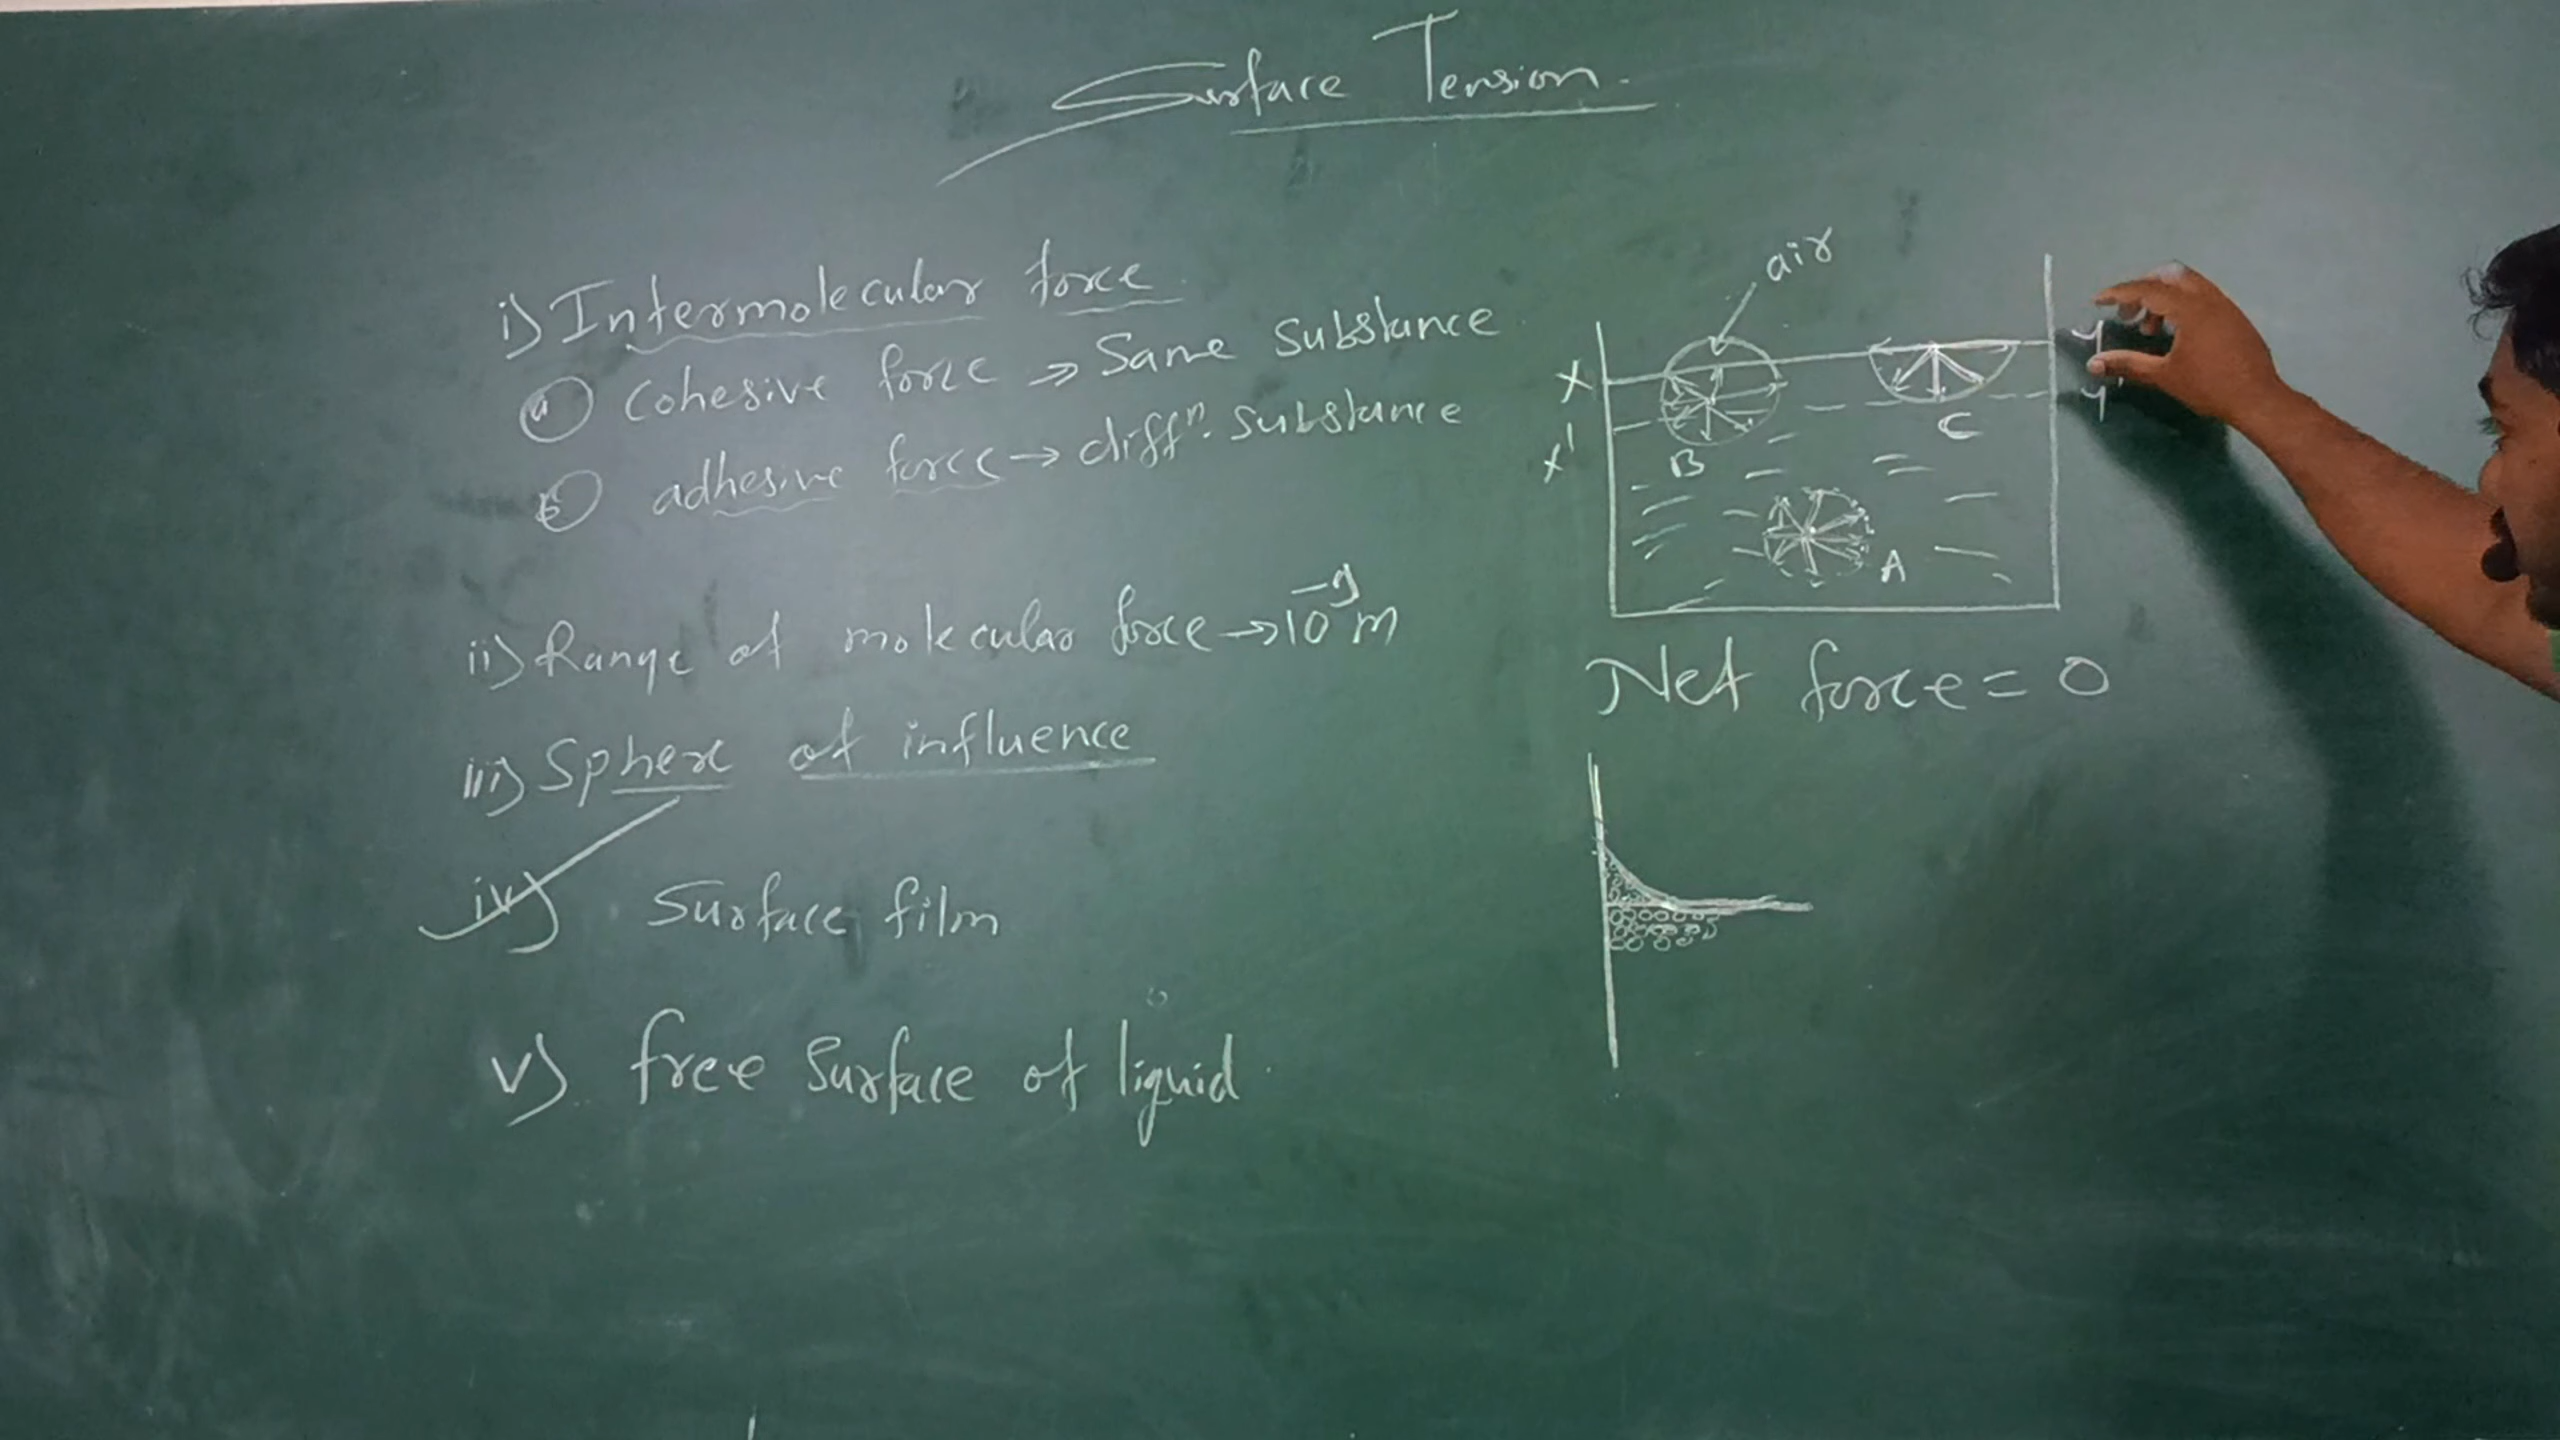 Surface Tension.
i) Intermolecular force
a) Cohesive force → Same substance
b) adhesive force → diffⁿ. substance
ii) Range of molecular force → 10⁻⁹ m
iii) Sphere of influence
iv) Surface film
v) free surface of liquid.
air
X
Y
X'
Y'
B
C
A
Net force = 0